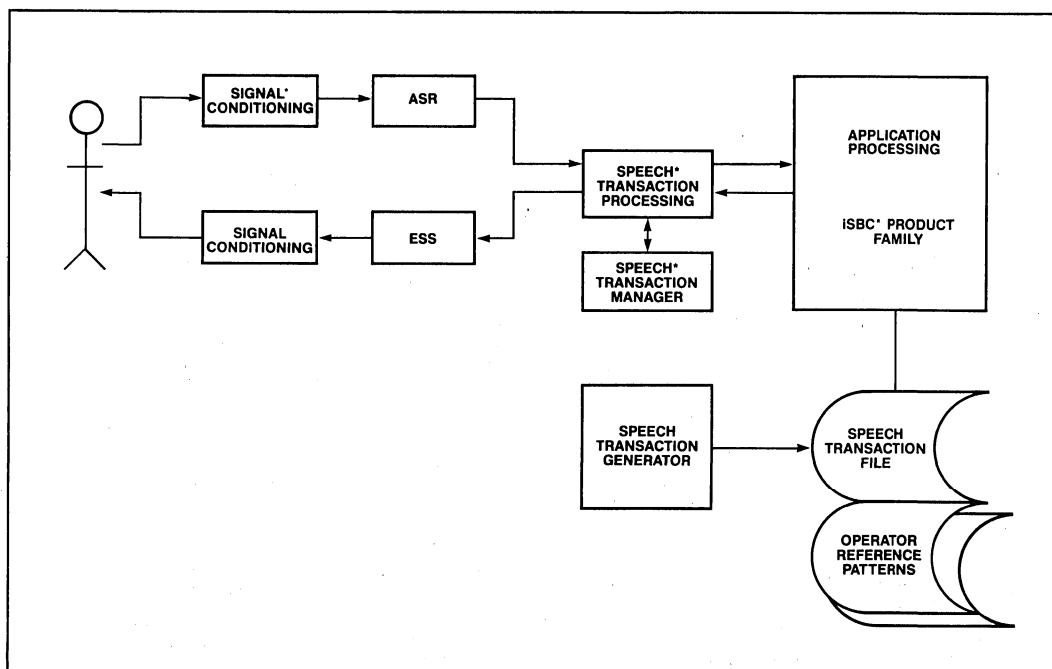 SIGNAL*
CONDITIONING
ASR
SPEECH*
TRANSACTION
PROCESSING
APPLICATION
PROCESSING
iSBC* PRODUCT
FAMILY
SIGNAL
CONDITIONING
ESS
SPEECH*
TRANSACTION
MANAGER
SPEECH
TRANSACTION
GENERATOR
SPEECH
TRANSACTION
FILE
OPERATOR
REFERENCE
PATTERNS